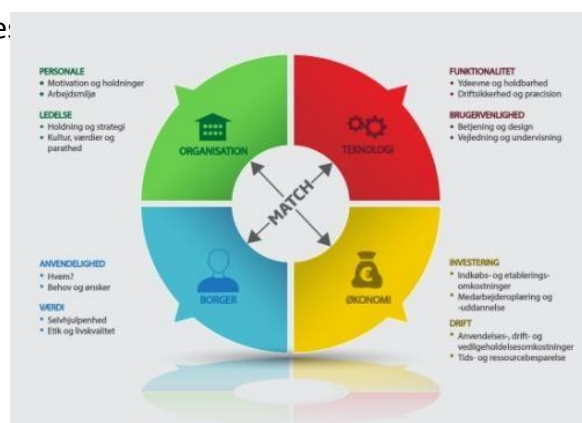 es
PERSONALE
• Motivation og holdninger
• Arbejdsmiljø
LEDELSE
• Holdning og strategi
• Kultur, værdier og
parathed
ORGANISATION
FUNKTIONALITET
• Ydeevne og holdbarhed
• Driftsikkerhed og præcision
BRUGERVENLIGHED
• Betjening og design
• Vejledning og undervisning
TEKNOLOGI
MATCH
ANVENDELIGHED
• Hvem?
• Behov og ønsker
VÆRDI
• Selvhjulpenhed
• Etik og livskvalitet
BORGER
ØKONOMI
INVESTERING
• Indkøbs- og etablerings-
omkostninger
• Medarbejderoplæring og
-uddannelse
DRIFT
• Anvendelses-, drift- og
vedligeholdelsesomkostninger
• Tids- og ressourcebesparelse